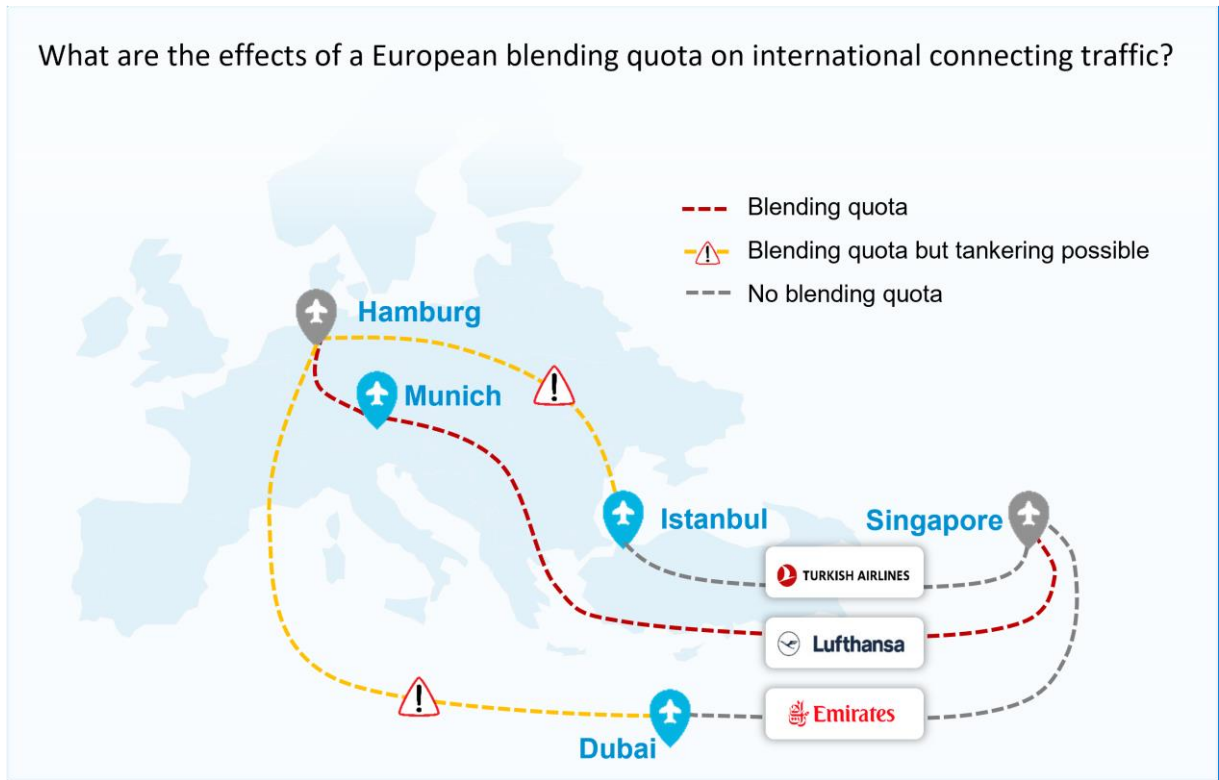 What are the effects of a European blending quota on international connecting traffic?
Blending quota
Blending quota but tankering possible
No blending quota
Hamburg
Munich
Istanbul
Singapore
TURKISH AIRLINES
Lufthansa
Emirates
Dubai